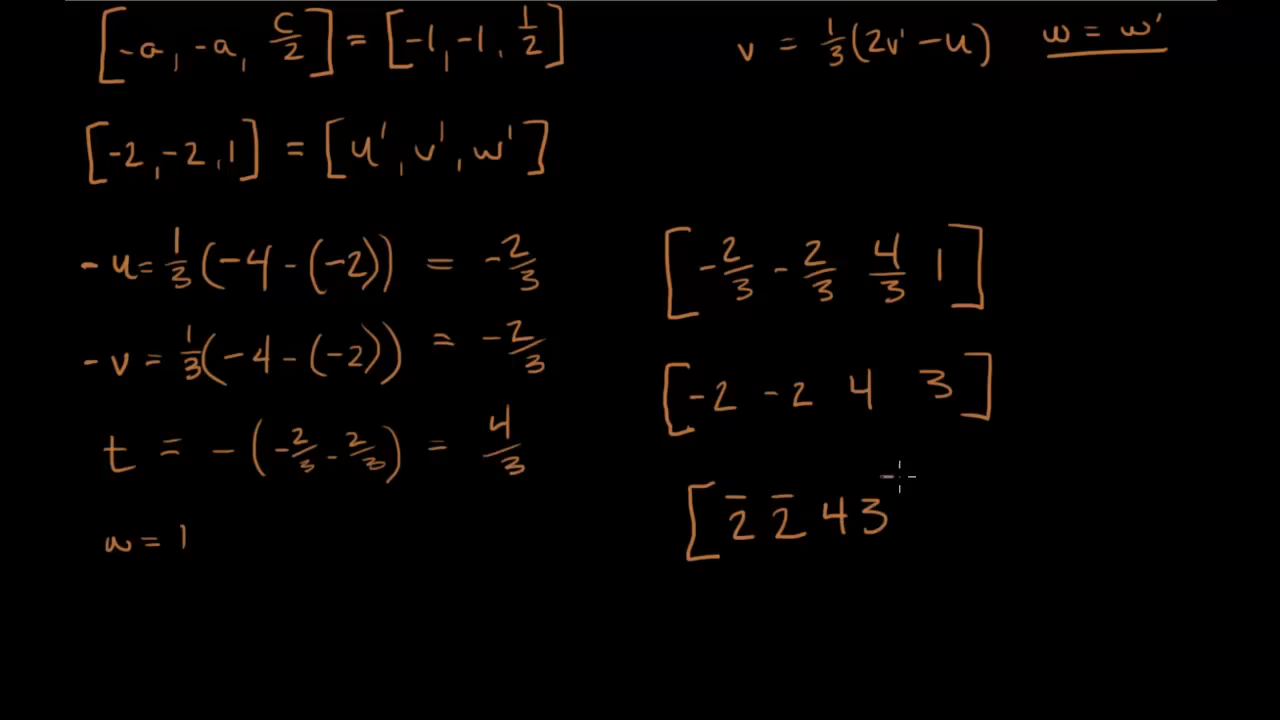 [-a, -a, c/2] = [-1, -1, 1/2]
v = 1/3(2v' - u) w = w'
[-2, -2, 1] = [u', v', w']
- u = 1/3(-4 - (-2)) = -2/3
[-2/3 -2/3 4/3 1]
- v = 1/3(-4 - (-2)) = -2/3
[-2 -2 4 3]
t = -(-2/3 - 2/3) = 4/3
[2̄ 2̄ 4 3
w = 1